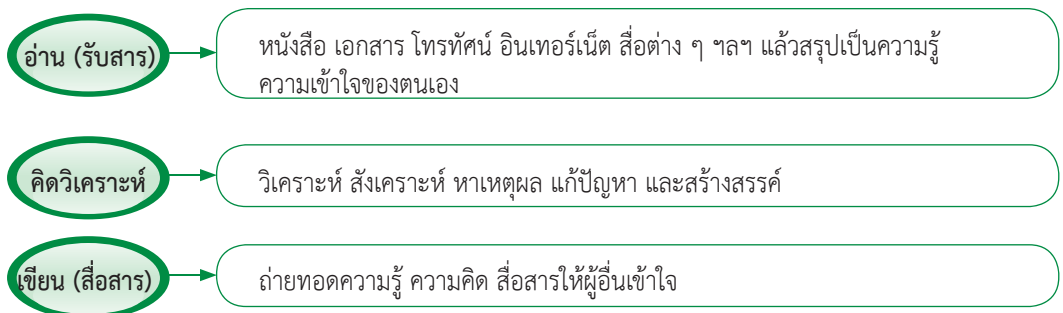 อ่าน (รับสาร)
หนังสือ เอกสาร โทรทัศน์ อินเทอร์เน็ต สื่อต่าง ๆ ฯลฯ แล้วสรุปเป็นความรู้
ความเข้าใจของตนเอง
คิดวิเคราะห์
วิเคราะห์ สังเคราะห์ หาเหตุผล แก้ปัญหา และสร้างสรรค์
เขียน (สื่อสาร)
ถ่ายทอดความรู้ ความคิด สื่อสารให้ผู้อื่นเข้าใจ